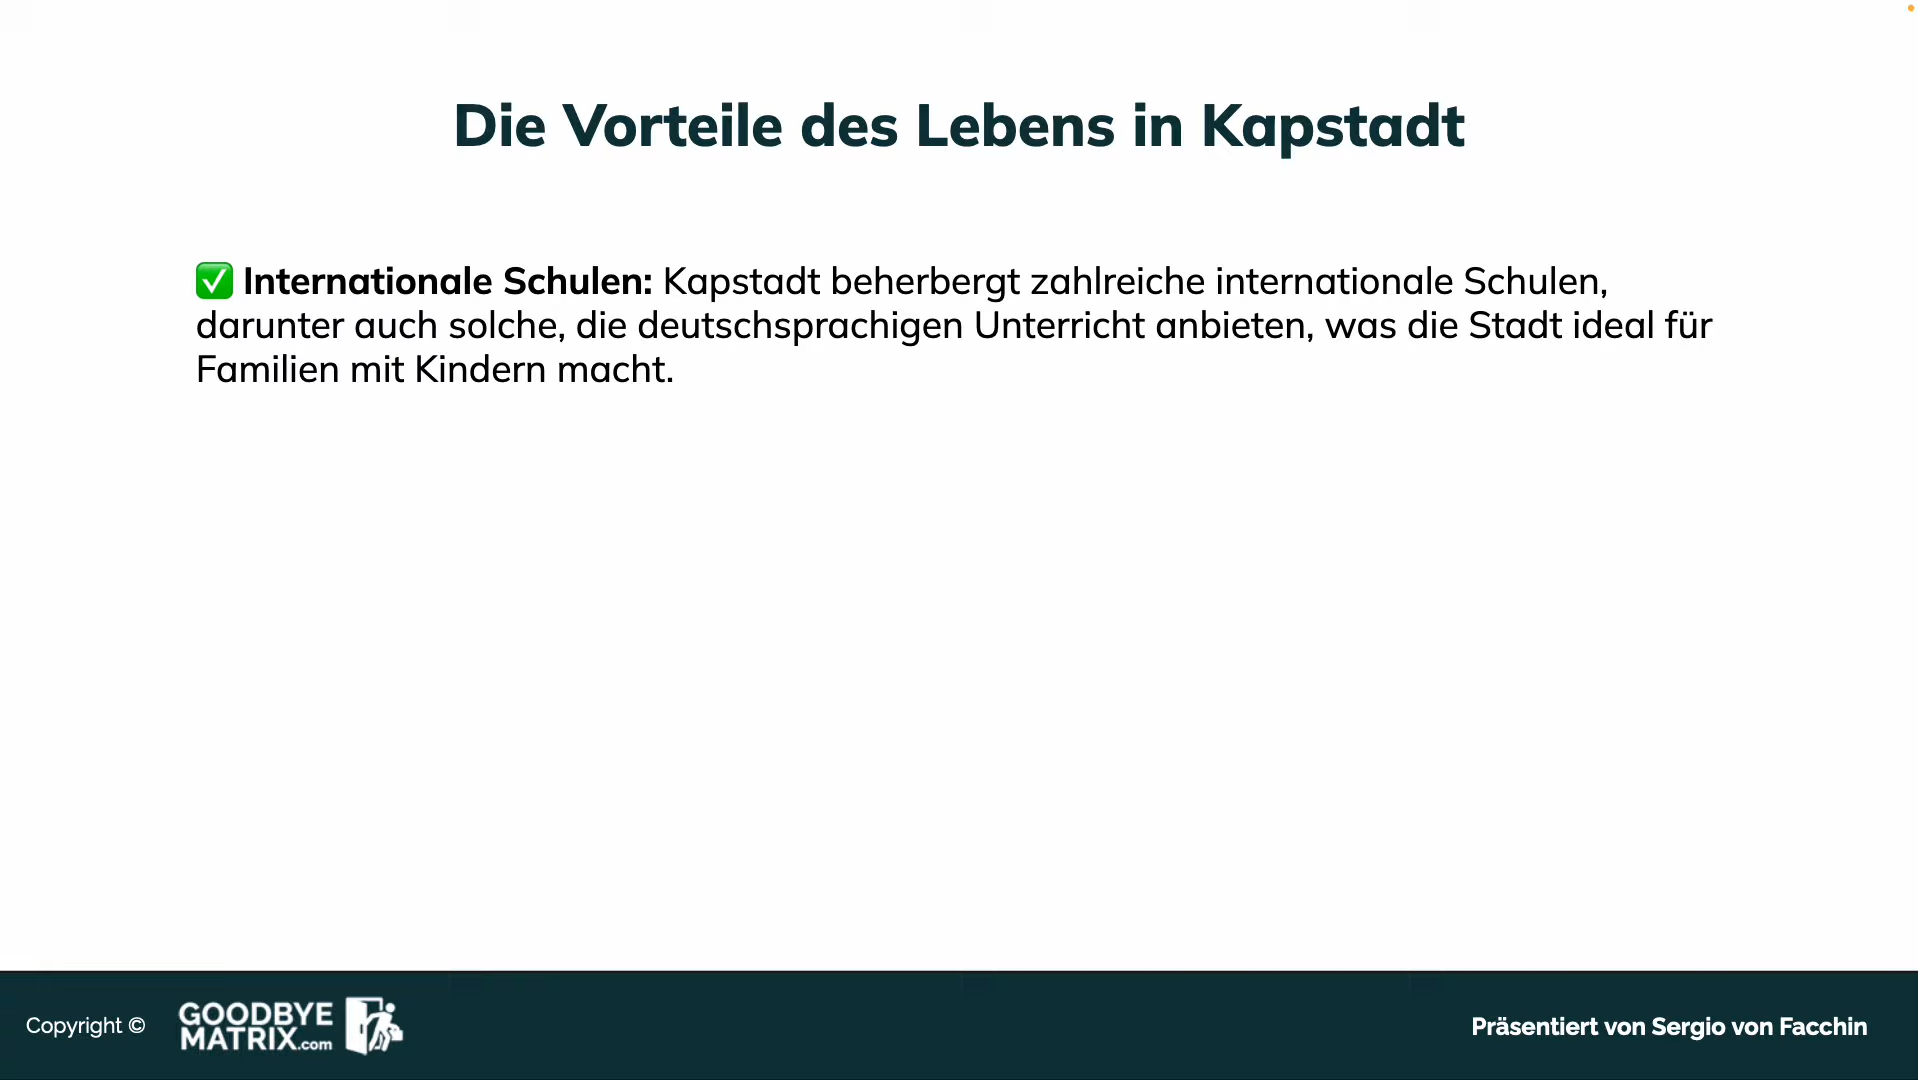 Die Vorteile des Lebens in Kapstadt
✅ Internationale Schulen: Kapstadt beherbergt zahlreiche internationale Schulen,
darunter auch solche, die deutschsprachigen Unterricht anbieten, was die Stadt ideal für
Familien mit Kindern macht.
Copyright ©
GOODBYE
MATRIX.com
Präsentiert von Sergio von Facchin